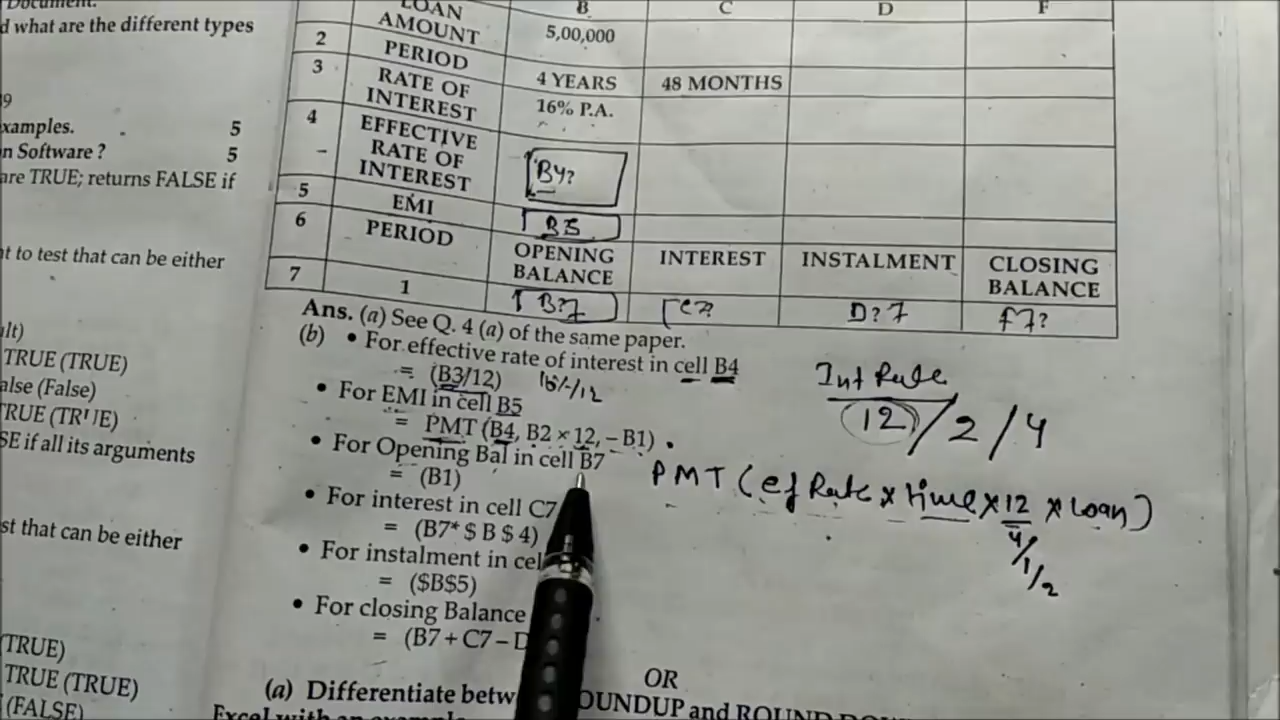 Document.
d what are the different types
9
xamples. 5
n Software ? 5
are TRUE; returns FALSE if
nt to test that can be either
lt)
TRUE (TRUE)
alse (False)
TRUE (TRUE)
SE if all its arguments
st that can be either
(TRUE)
TRUE (TRUE)
(FALSE)
B C D F
LOAN
AMOUNT 5,00,000
2 PERIOD 4 YEARS 48 MONTHS
3 RATE OF
INTEREST 16% P.A.
4 EFFECTIVE
RATE OF
INTEREST B4?
5 EMI B5
6 PERIOD OPENING
BALANCE INTEREST INSTALMENT CLOSING
BALANCE
7 1 B?7 C7? D?7 F7?
Ans. (a) See Q. 4 (a) of the same paper.
(b) • For effective rate of interest in cell B4
= (B3/12) 16%/12
• For EMI in cell B5
= PMT (B4, B2 × 12, – B1)
• For Opening Bal in cell B7
= (B1)
• For interest in cell C7
= (B7* $ B $ 4)
• For instalment in cel
= ($B$5)
• For closing Balance
= (B7 + C7 – D
Int Rate
12 / 2 / 4
PMT (ef Rate × time × 12 × Loan)
4/1/2
OR
(a) Differentiate betw OUNDUP and ROUND DOW
Excel with an example